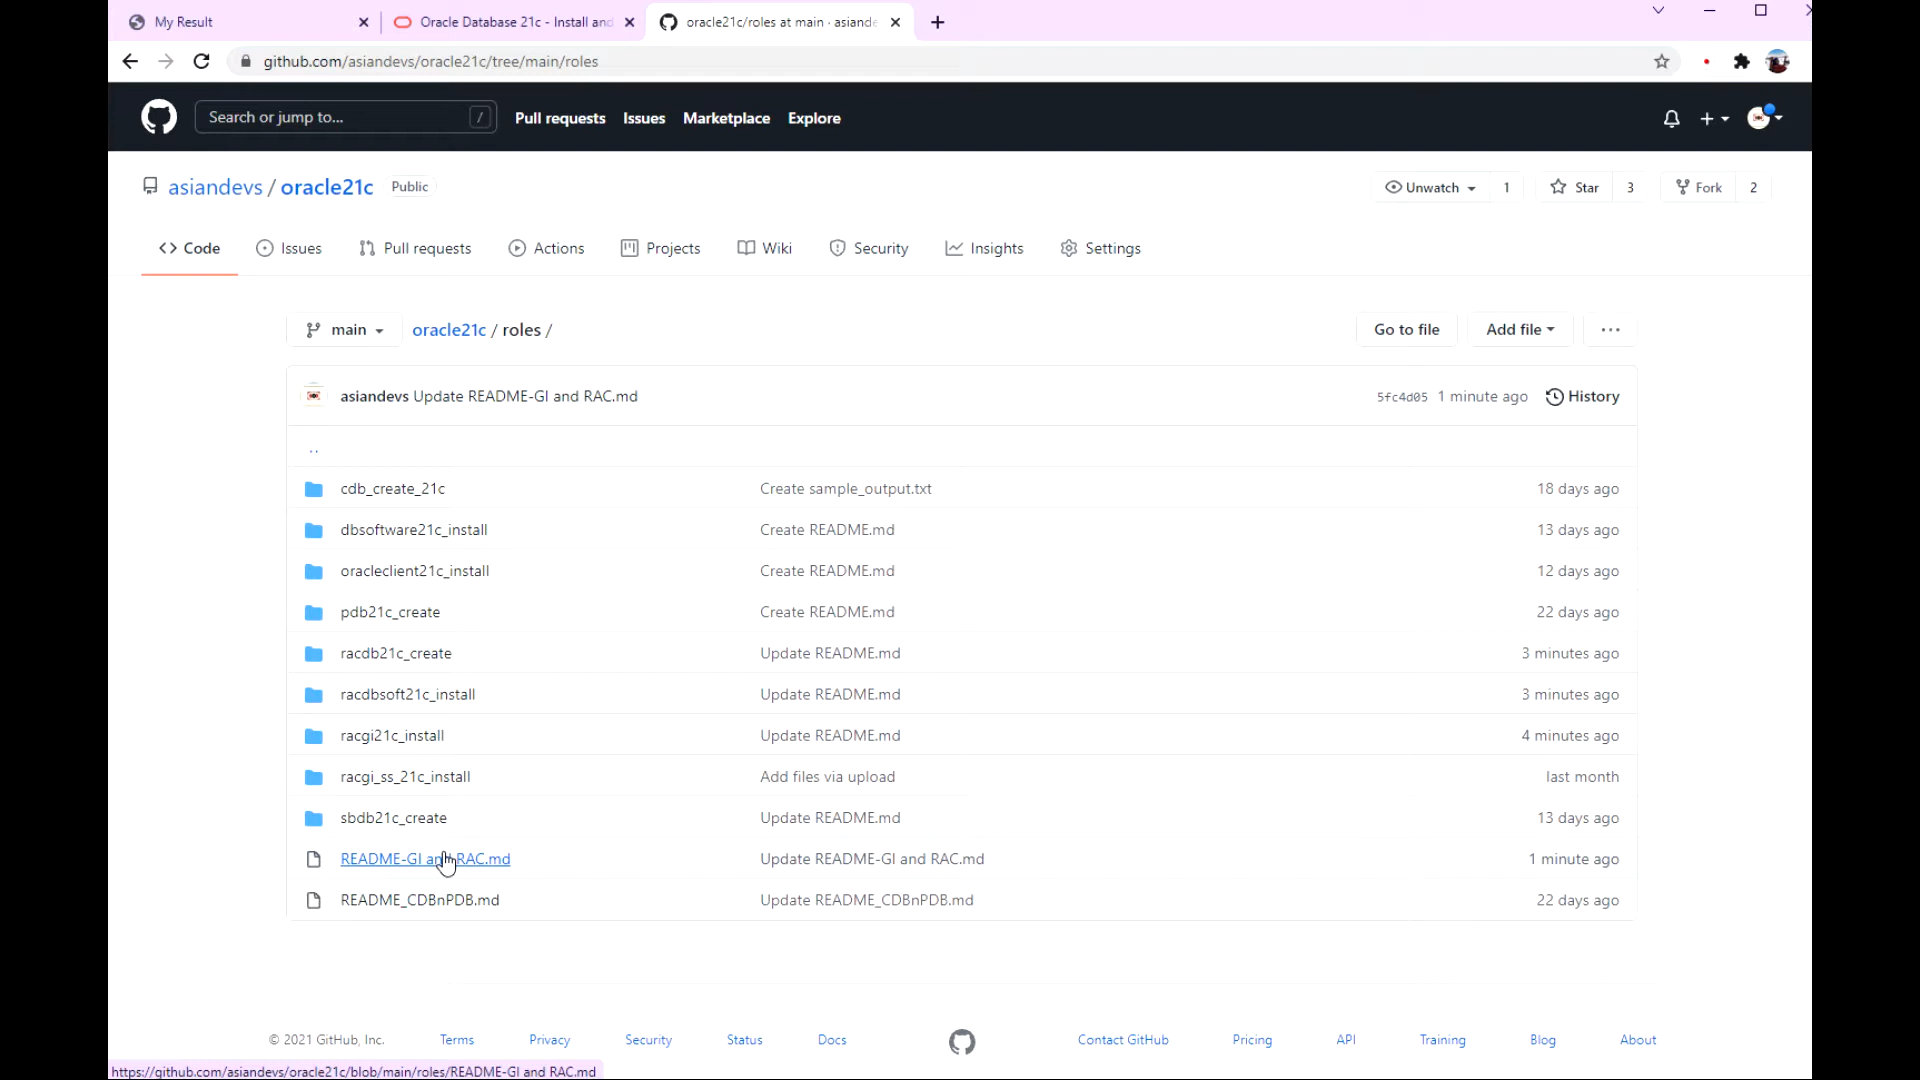 My Result
Oracle Database 21c - Install and
oracle21c/roles at main · asiande
github.com/asiandevs/oracle21c/tree/main/roles
Search or jump to...
/
Pull requests
Issues
Marketplace
Explore
asiandevs / oracle21c
Public
Unwatch
1
Star
3
Fork
2
Code
Issues
Pull requests
Actions
Projects
Wiki
Security
Insights
Settings
main
oracle21c / roles /
Go to file
Add file
asiandevs Update README-GI and RAC.md
5fc4d05
1 minute ago
History
..
cdb_create_21c
Create sample_output.txt
18 days ago
dbsoftware21c_install
Create README.md
13 days ago
oracleclient21c_install
Create README.md
12 days ago
pdb21c_create
Create README.md
22 days ago
racdb21c_create
Update README.md
3 minutes ago
racdbsoft21c_install
Update README.md
3 minutes ago
racgi21c_install
Update README.md
4 minutes ago
racgi_ss_21c_install
Add files via upload
last month
sbdb21c_create
Update README.md
13 days ago
README-GI and RAC.md
Update README-GI and RAC.md
1 minute ago
README_CDBnPDB.md
Update README_CDBnPDB.md
22 days ago
© 2021 GitHub, Inc.
Terms
Privacy
Security
Status
Docs
Contact GitHub
Pricing
API
Training
Blog
About
https://github.com/asiandevs/oracle21c/blob/main/roles/README-GI and RAC.md